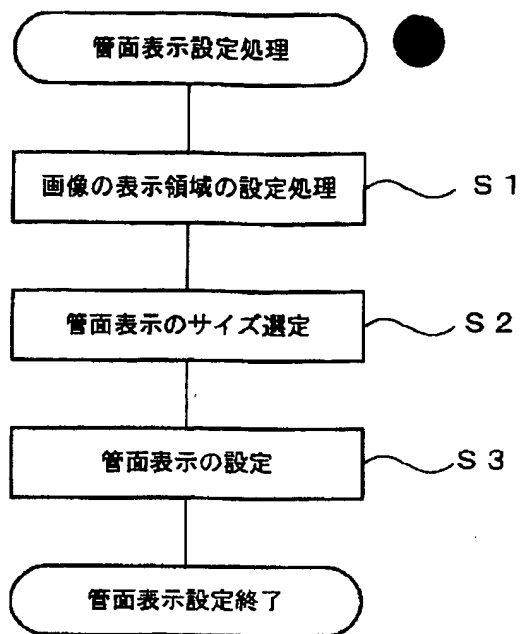 管面表示設定処理
画像の表示領域の設定処理 S1
管面表示のサイズ選定 S2
管面表示の設定 S3
管面表示設定終了